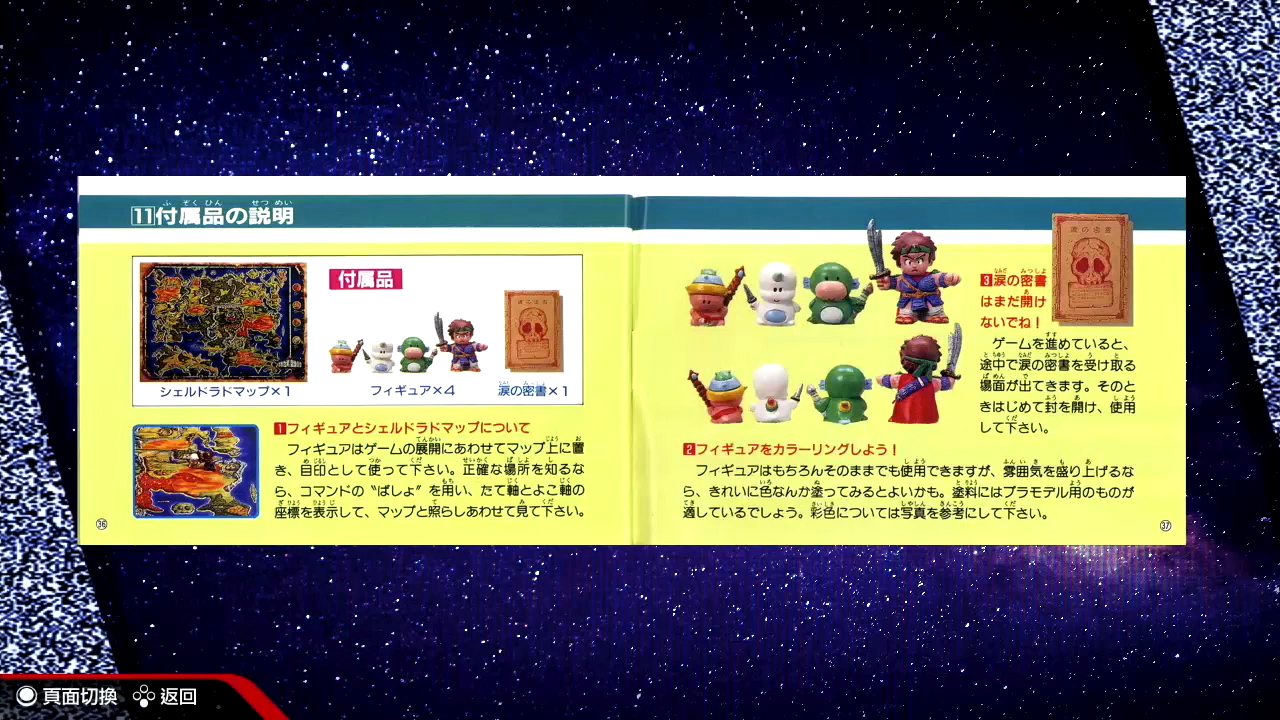 11付属品の説明
付属品
シェルドラドマップ×1
フィギュア×4
涙の密書×1
1フィギュアとシェルドラドマップについて
フィギュアはゲームの展開にあわせてマップ上に置
き、目印として使って下さい。正確な場所を知るな
ら、コマンドの“ばしょ”を用い、たて軸とよこ軸の
座標を表示して、マップと照らしあわせて見て下さい。
36
涙の密書
3涙の密書
はまだ開け
ないでね！
ゲームを進めていると、
途中で涙の密書を受け取る
場面が出てきます。そのと
きはじめて封を開け、使用
して下さい。
2フィギュアをカラーリングしよう！
フィギュアはもちろんそのままでも使用できますが、雰囲気を盛り上げるな
ら、きれいに色なんか塗ってみるとよいかも。塗料にはプラモデル用のものが
適しているでしょう。彩色については写真を参考にして下さい。
37
頁面切換 返回